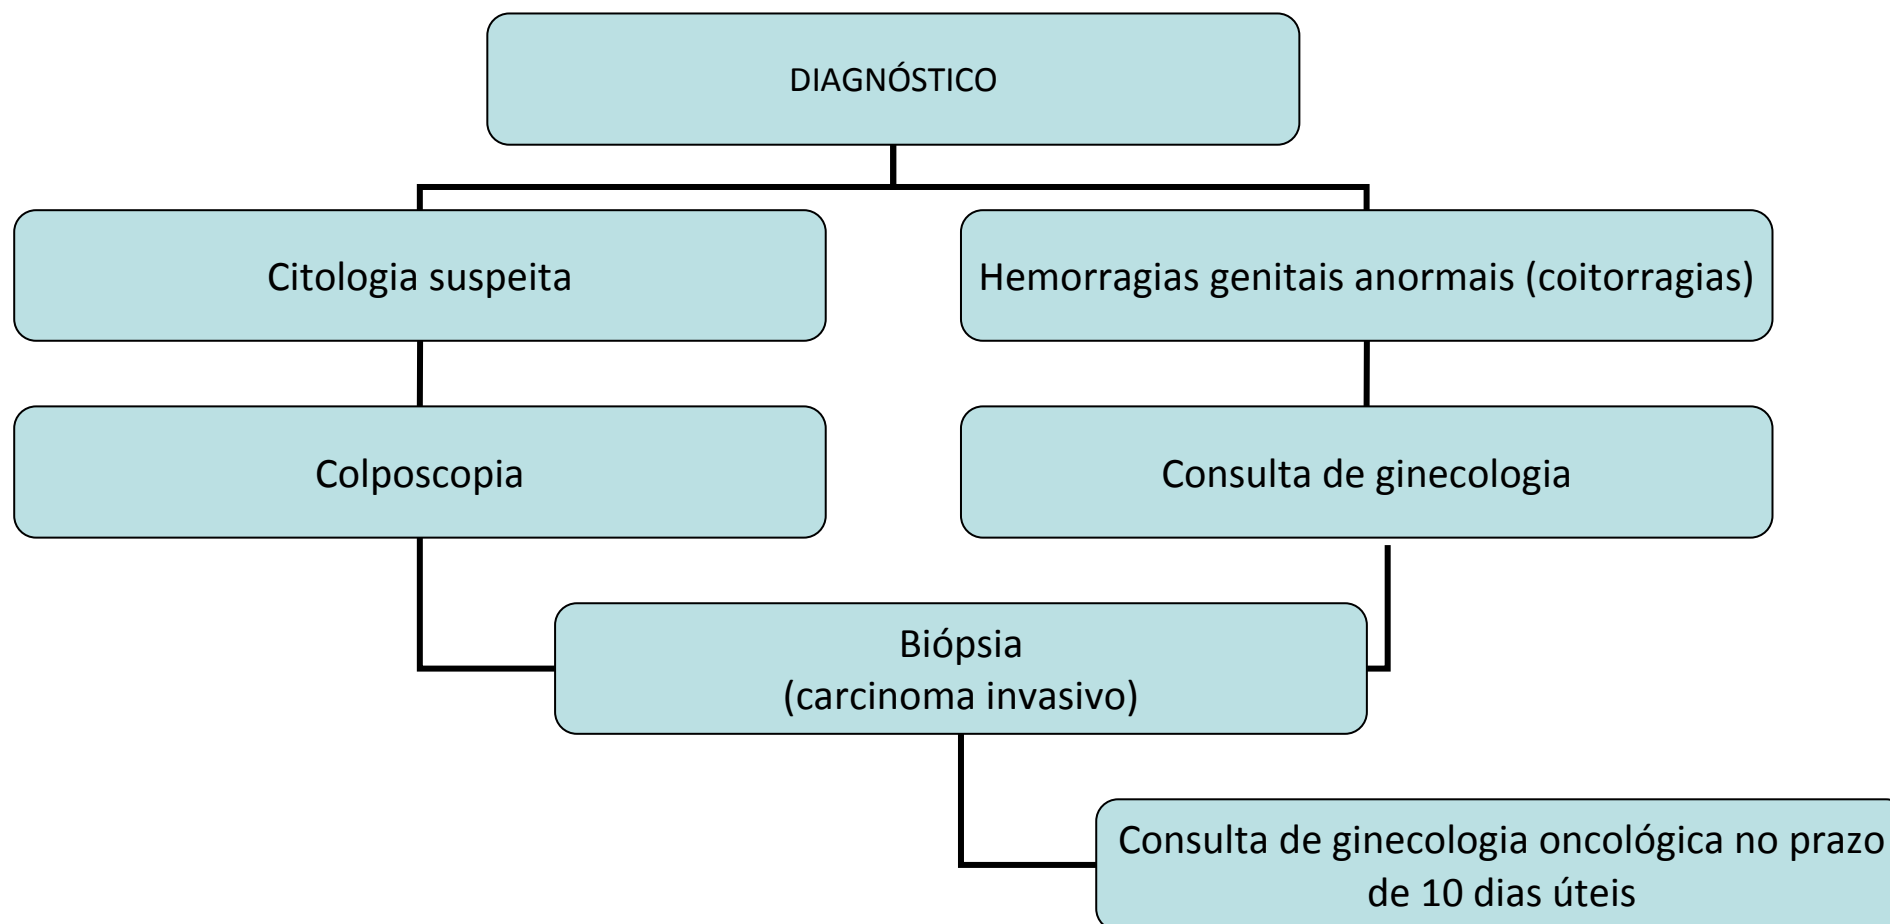 DIAGNÓSTICO
Citologia suspeita
Hemorragias genitais anormais (coitorragias)
Colposcopia
Consulta de ginecologia
Biópsia
(carcinoma invasivo)
Consulta de ginecologia oncológica no prazo
de 10 dias úteis